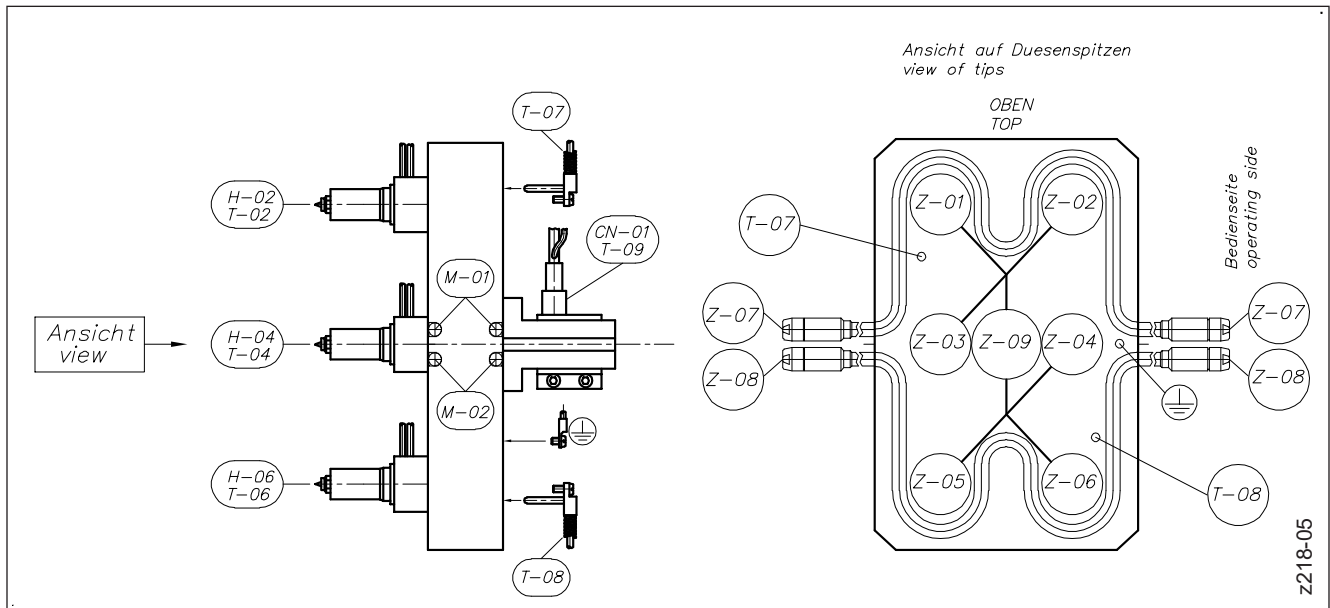 T-07
H-02
T-02
CN-01
T-09
M-01
Ansicht
view
H-04
T-04
M-02
H-06
T-06
T-08
Ansicht auf Duesenspitzen
view of tips
OBEN
TOP
Bedienseite
operating side
Z-01
Z-02
T-07
Z-07
Z-07
Z-03
Z-09
Z-04
Z-08
Z-08
Z-05
Z-06
T-08
z218-05